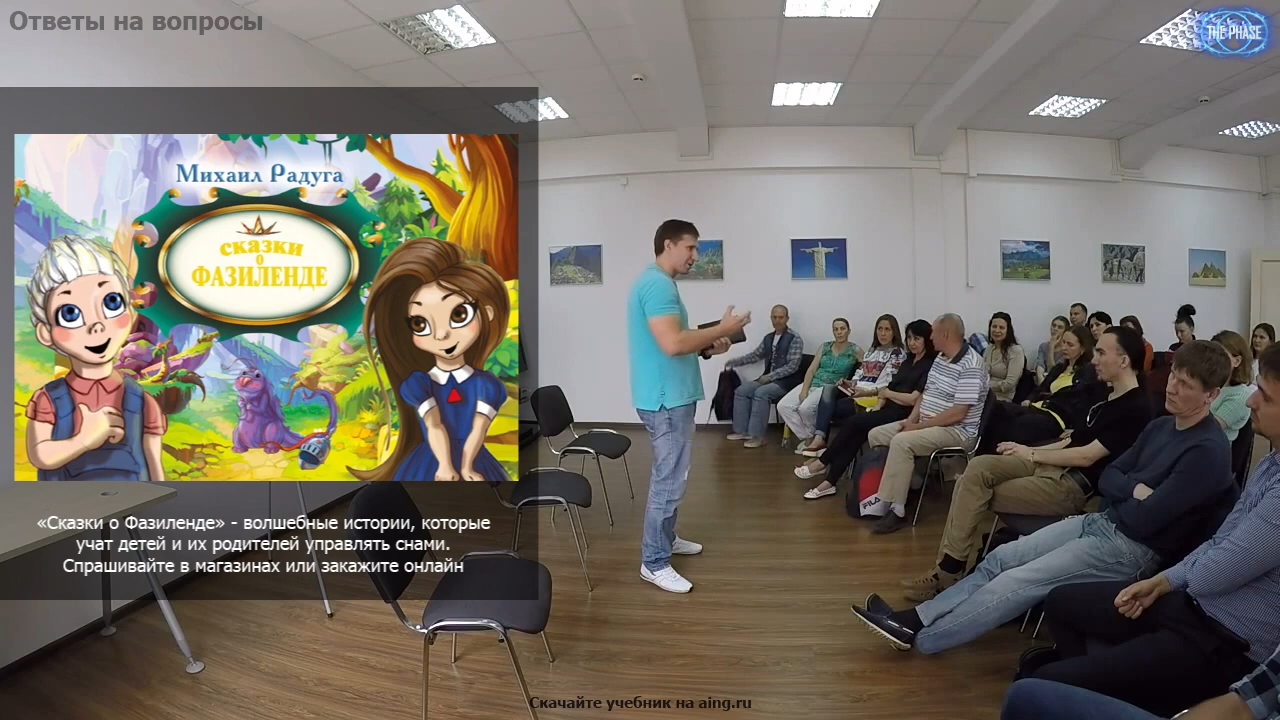 Ответы на вопросы
THE PHASE
Михаил Радуга
сказки
о
ФАЗИЛЕНДЕ
«Сказки о Фазиленде» - волшебные истории, которые
учат детей и их родителей управлять снами.
Спрашивайте в магазинах или закажите онлайн
FILA
Скачайте учебник на aing.ru